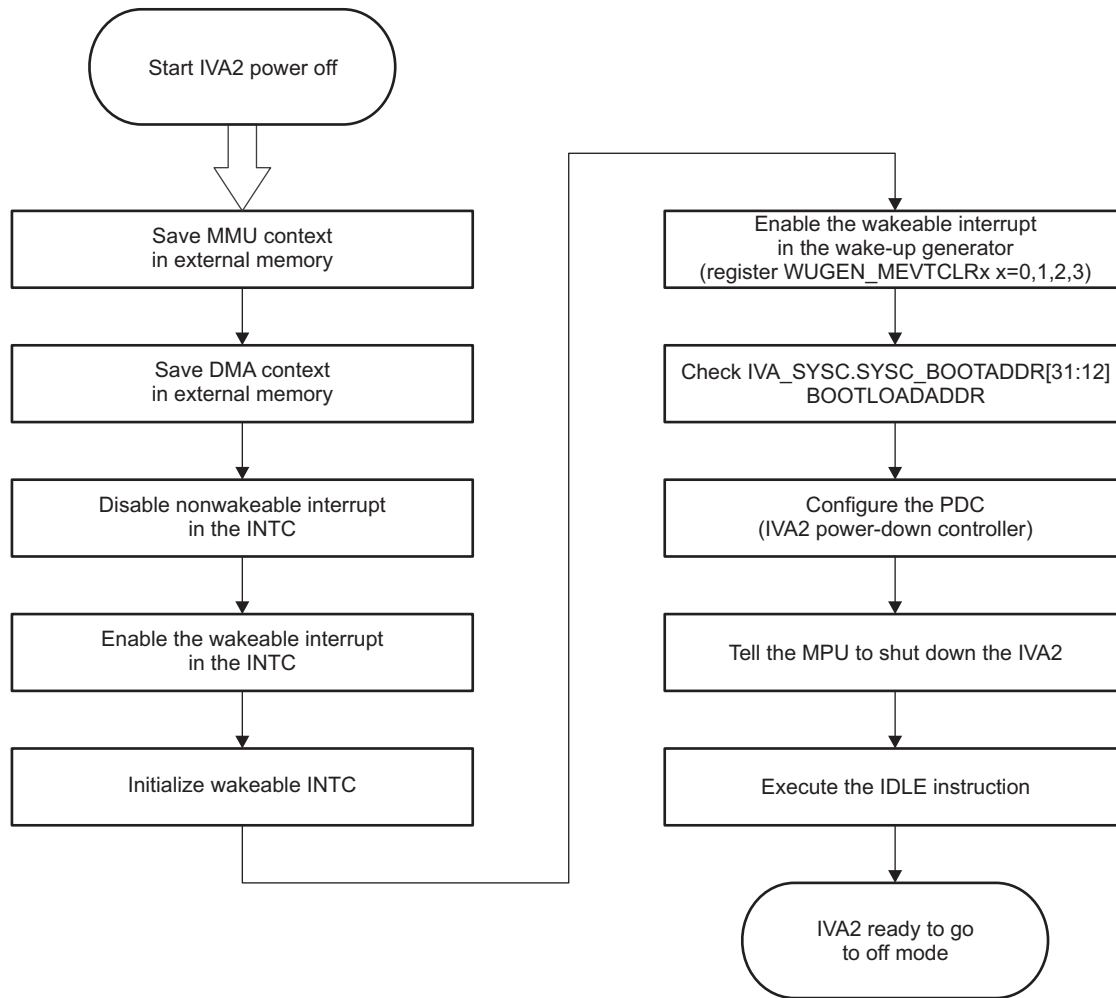 Start IVA2 power off
Save MMU context
in external memory
Save DMA context
in external memory
Disable nonwakeable interrupt
in the INTC
Enable the wakeable interrupt
in the INTC
Initialize wakeable INTC
Enable the wakeable interrupt
in the wake-up generator
(register WUGEN_MEVTCLRx x=0,1,2,3)
Check IVA_SYSC.SYSC_BOOTADDR[31:12]
BOOTLOADADDR
Configure the PDC
(IVA2 power-down controller)
Tell the MPU to shut down the IVA2
Execute the IDLE instruction
IVA2 ready to go
to off mode